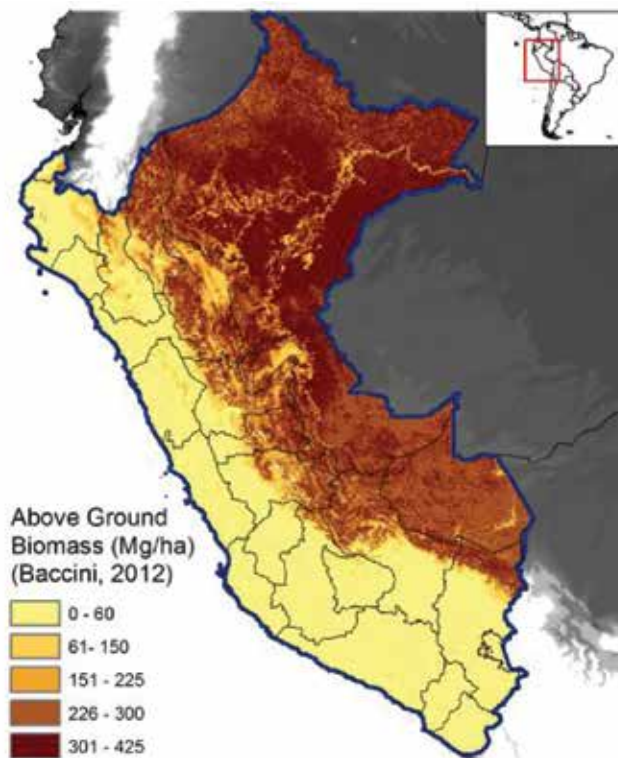 Above Ground
Biomass (Mg/ha)
(Baccini, 2012)
0 - 60
61- 150
151 - 225
226 - 300
301 - 425